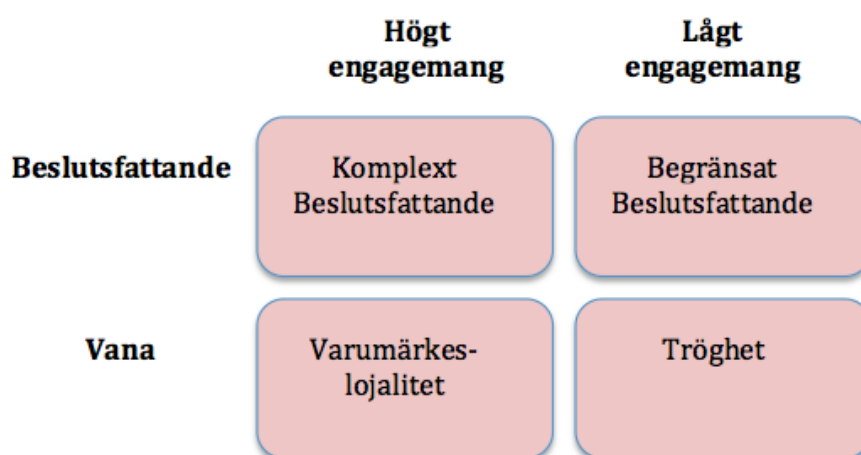 Högt
engagemang
Lågt
engagemang
Beslutsfattande
Komplext
Beslutsfattande
Begränsat
Beslutsfattande
Vana
Varumärkes-
lojalitet
Tröghet